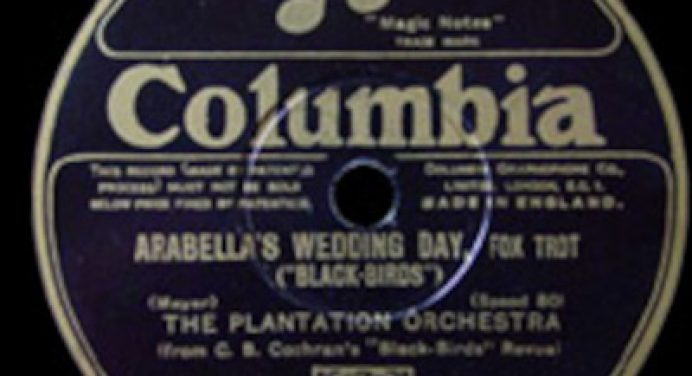 "Magic Notes"
TRADE MARK
Columbia
THIS RECORD MADE BY PATENTED
PROCESS MUST NOT BE SOLD
BELOW PRICE FIXED BY PATENTEES.
COLUMBIA GRAPHOPHONE CO.,
LIMITED, LONDON, E.C.1.
MADE IN ENGLAND.
ARABELLA'S WEDDING DAY, FOX TROT
("BLACK-BIRDS")
(Meyer) (Speed 80)
THE PLANTATION ORCHESTRA
(from C. B. Cochran's "Black-Birds" Revue)